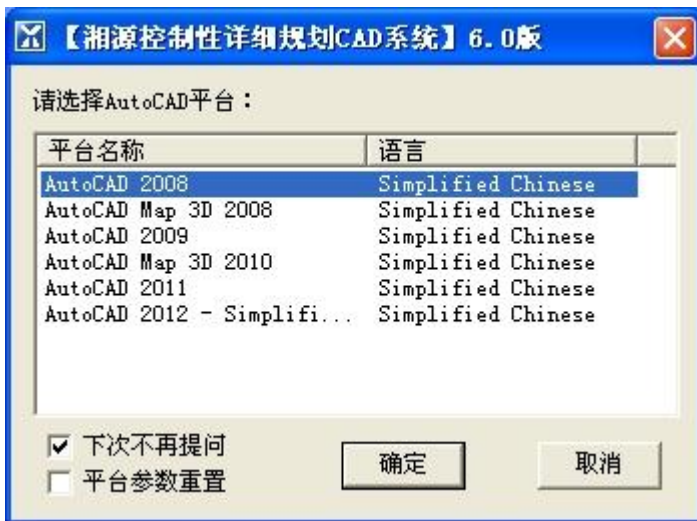 【湘源控制性详细规划CAD系统】6.0版
请选择AutoCAD平台：
平台名称 语言
AutoCAD 2008 Simplified Chinese
AutoCAD Map 3D 2008 Simplified Chinese
AutoCAD 2009 Simplified Chinese
AutoCAD Map 3D 2010 Simplified Chinese
AutoCAD 2011 Simplified Chinese
AutoCAD 2012 - Simplifi... Simplified Chinese
下次不再提问
平台参数重置
确定 取消